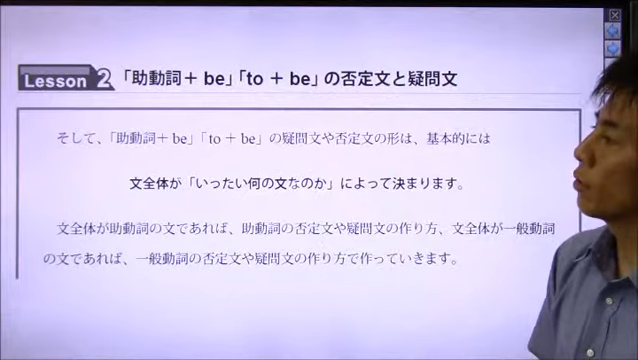 Lesson 2 「助動詞＋ be」「to ＋ be」の否定文と疑問文
そして、「助動詞＋ be」「to ＋ be」の疑問文や否定文の形は、基本的には
文全体が「いったい何の文なのか」によって決まります。
文全体が助動詞の文であれば、助動詞の否定文や疑問文の作り方、文全体が一般動詞
の文であれば、一般動詞の否定文や疑問文の作り方で作っていきます。